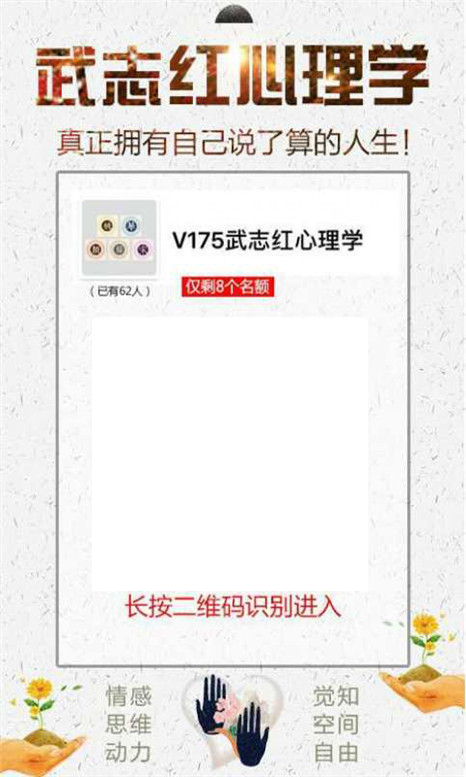 武志红心理学
真正拥有自己说了算的人生！
V175武志红心理学
（已有62人）
仅剩8个名额
长按二维码识别进入
情感
思维
动力
觉知
空间
自由